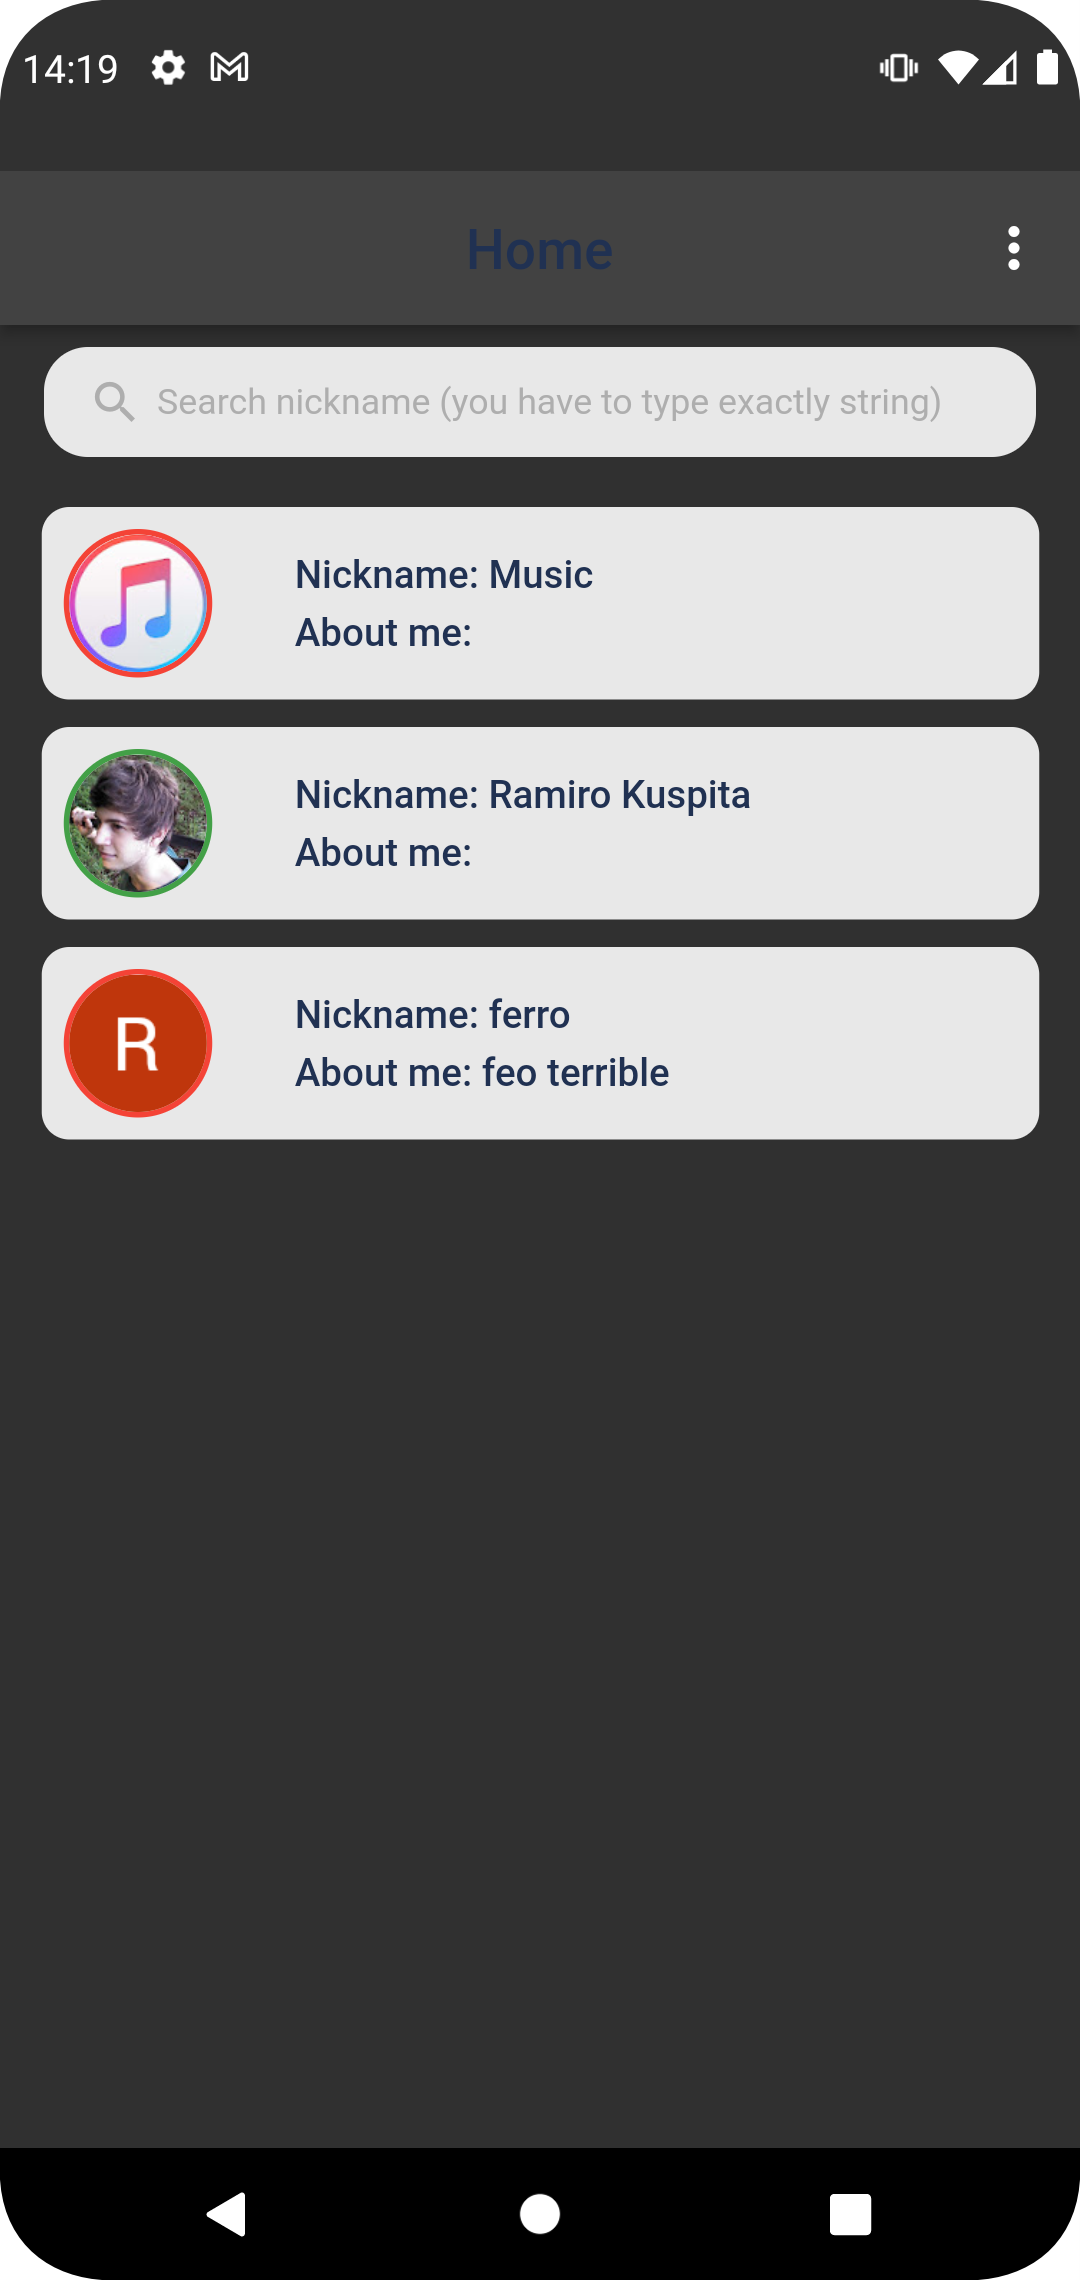 14:19
Home
Search nickname (you have to type exactly string)
Nickname: Music
About me:
Nickname: Ramiro Kuspita
About me:
R
Nickname: ferro
About me: feo terrible